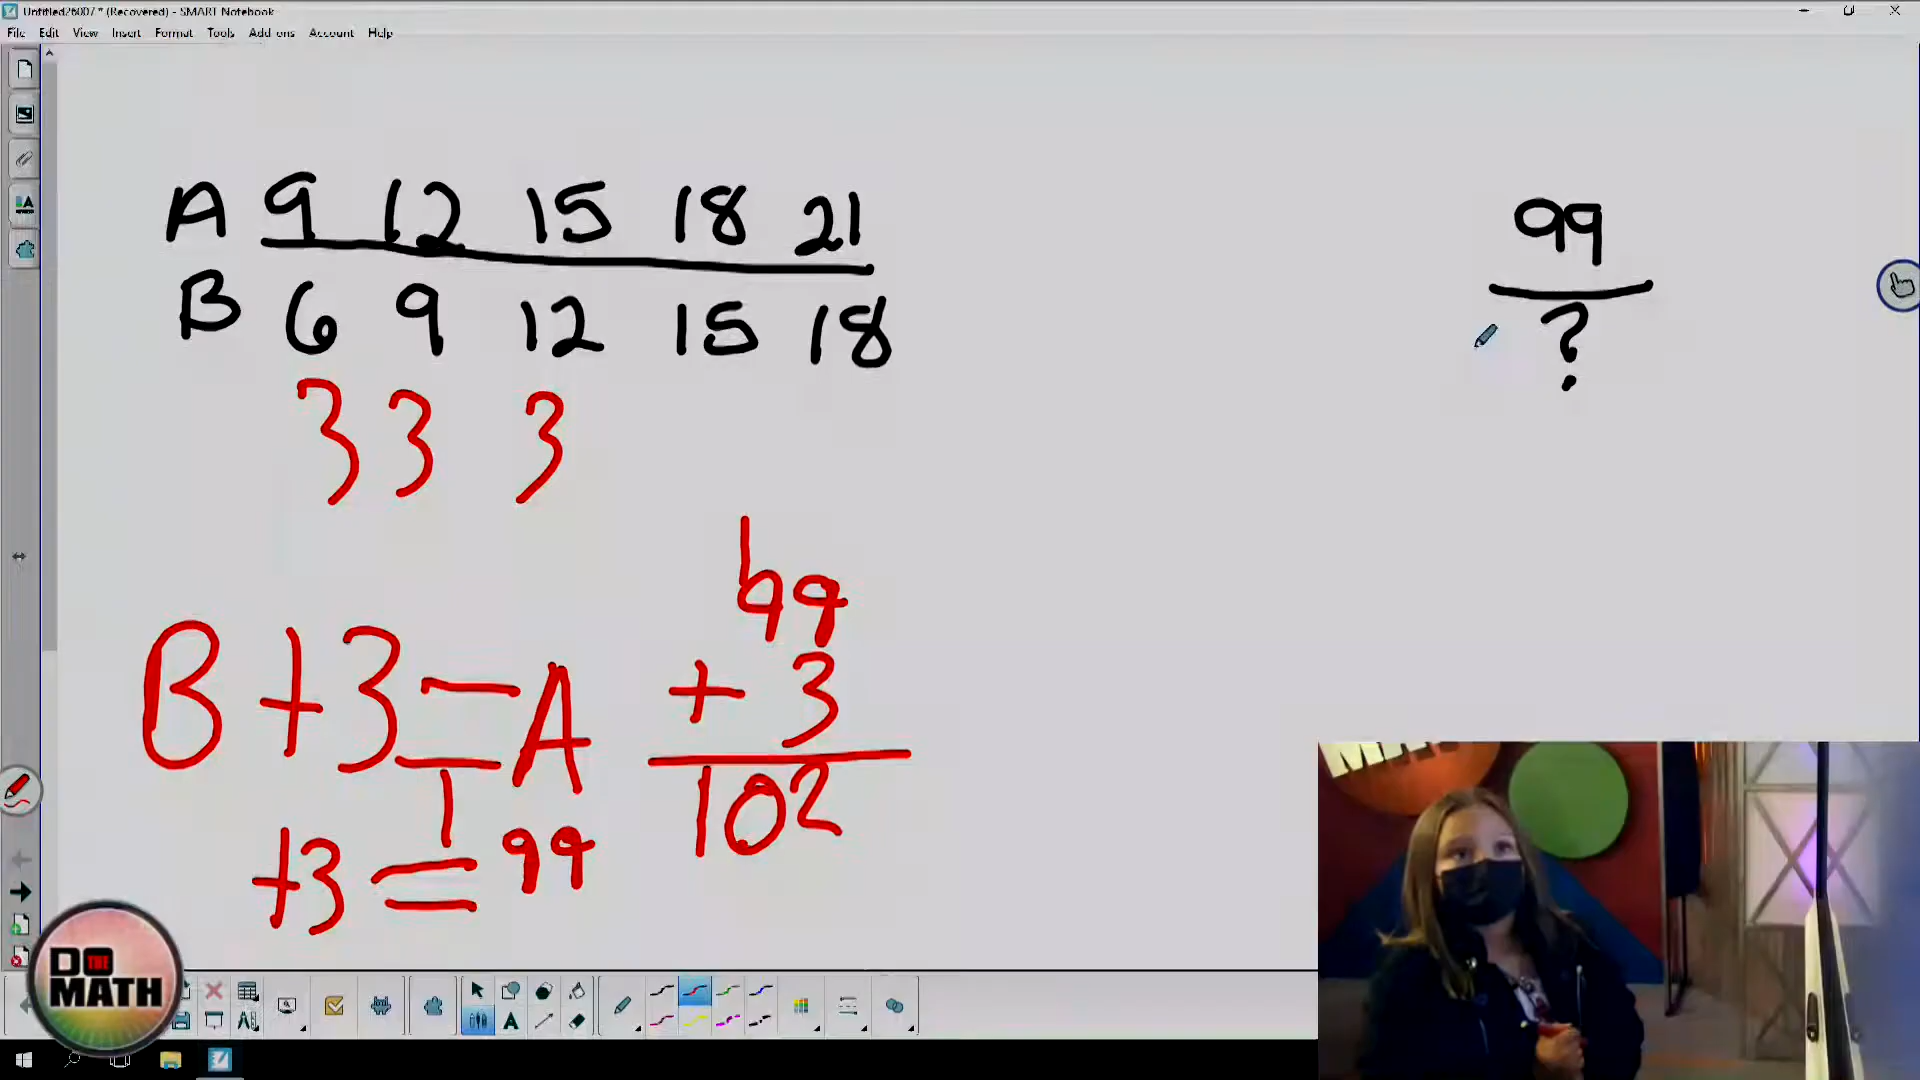 Untitled26007 * (Recovered) - SMART Notebook
File Edit View Insert Format Tools Add-ons Account Help
A 9 12 15 18 21
B 6 9 12 15 18
3 3 3
99
?
B + 3 = A
+3 = 99
99
+ 3
102
DO THE
MATH